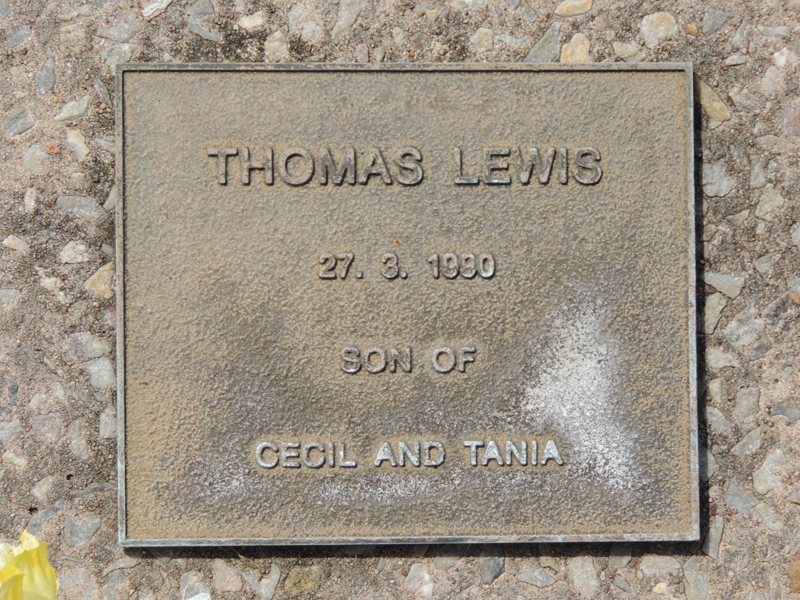 THOMAS LEWIS
27. 3. 1990
SON OF
CECIL AND TANIA